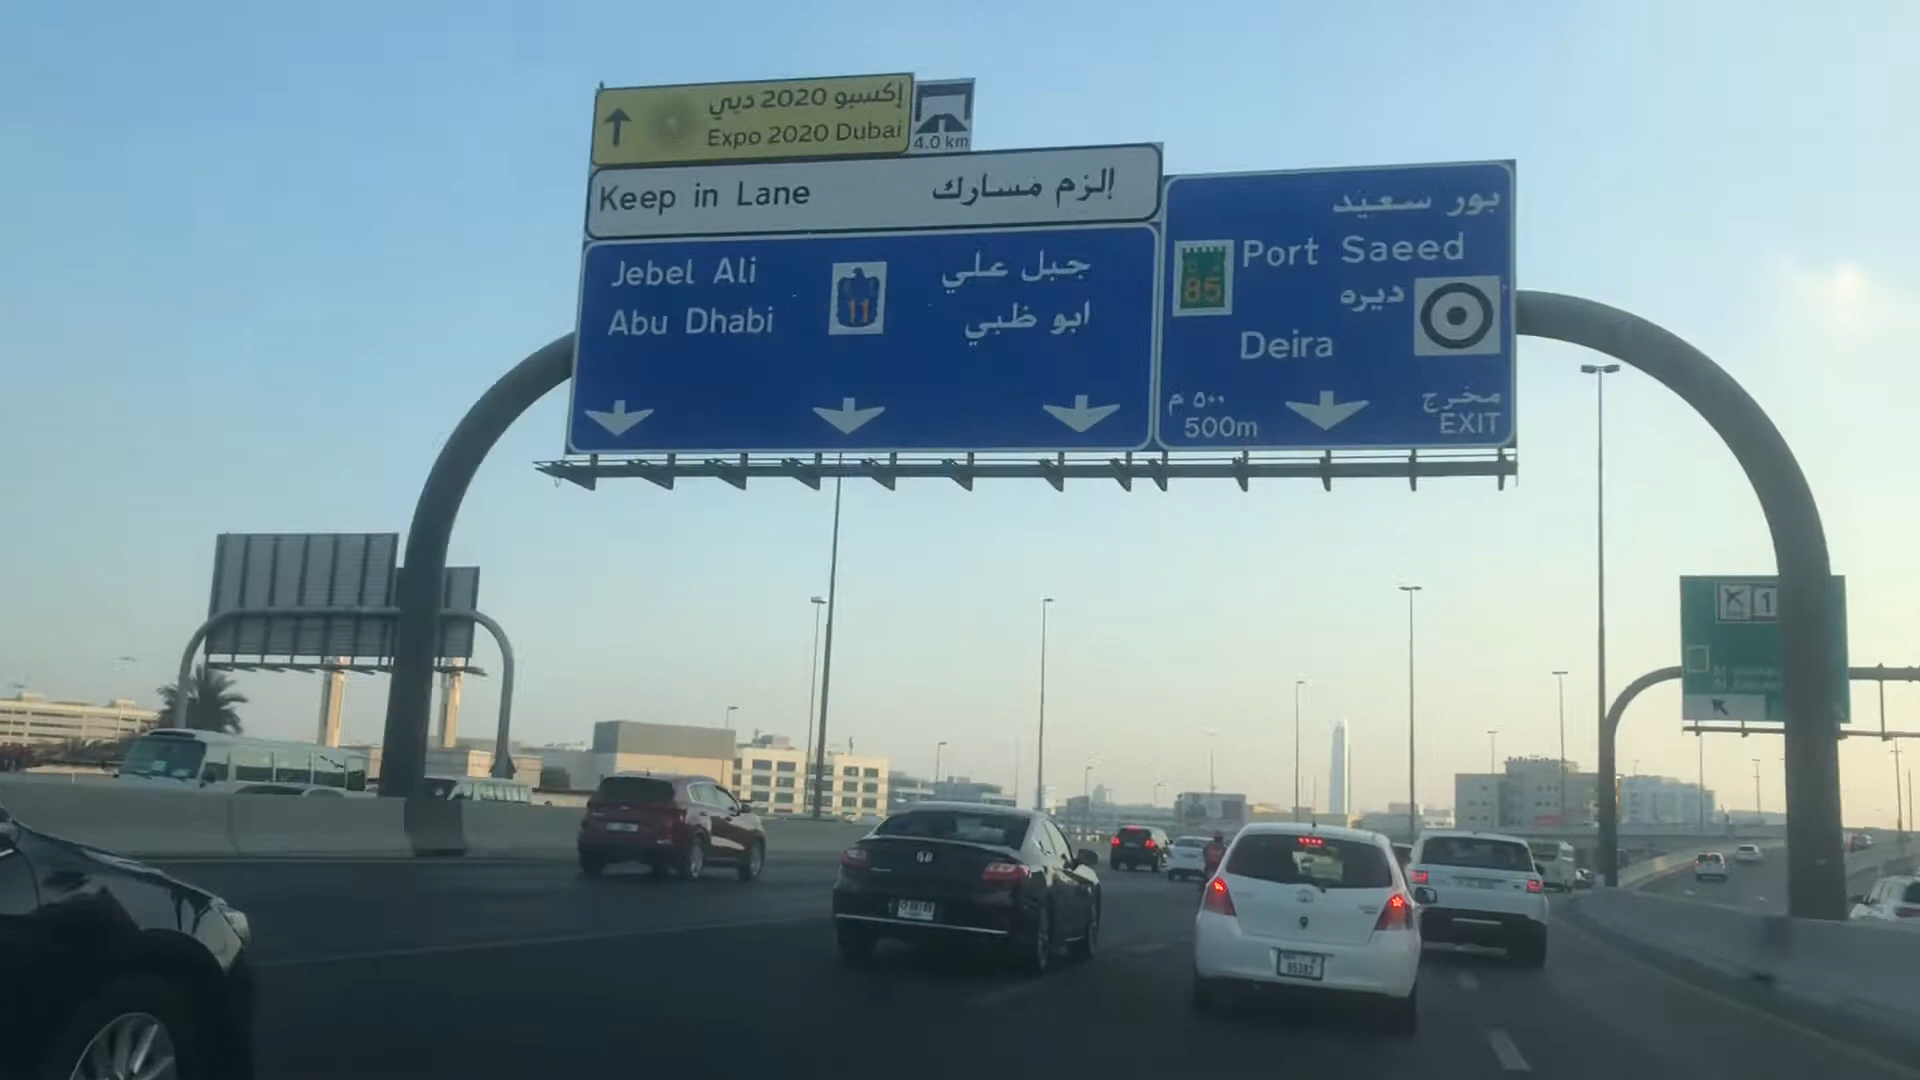 إكسبو 2020 دبي
Expo 2020 Dubai
4.0 km
Keep in Lane إلزم مسارك
Jebel Ali 11 جبل علي
Abu Dhabi ابو ظبي
بور سعيد
85 Port Saeed
ديره
Deira
٥٠٠ م مخرج
500m EXIT
1